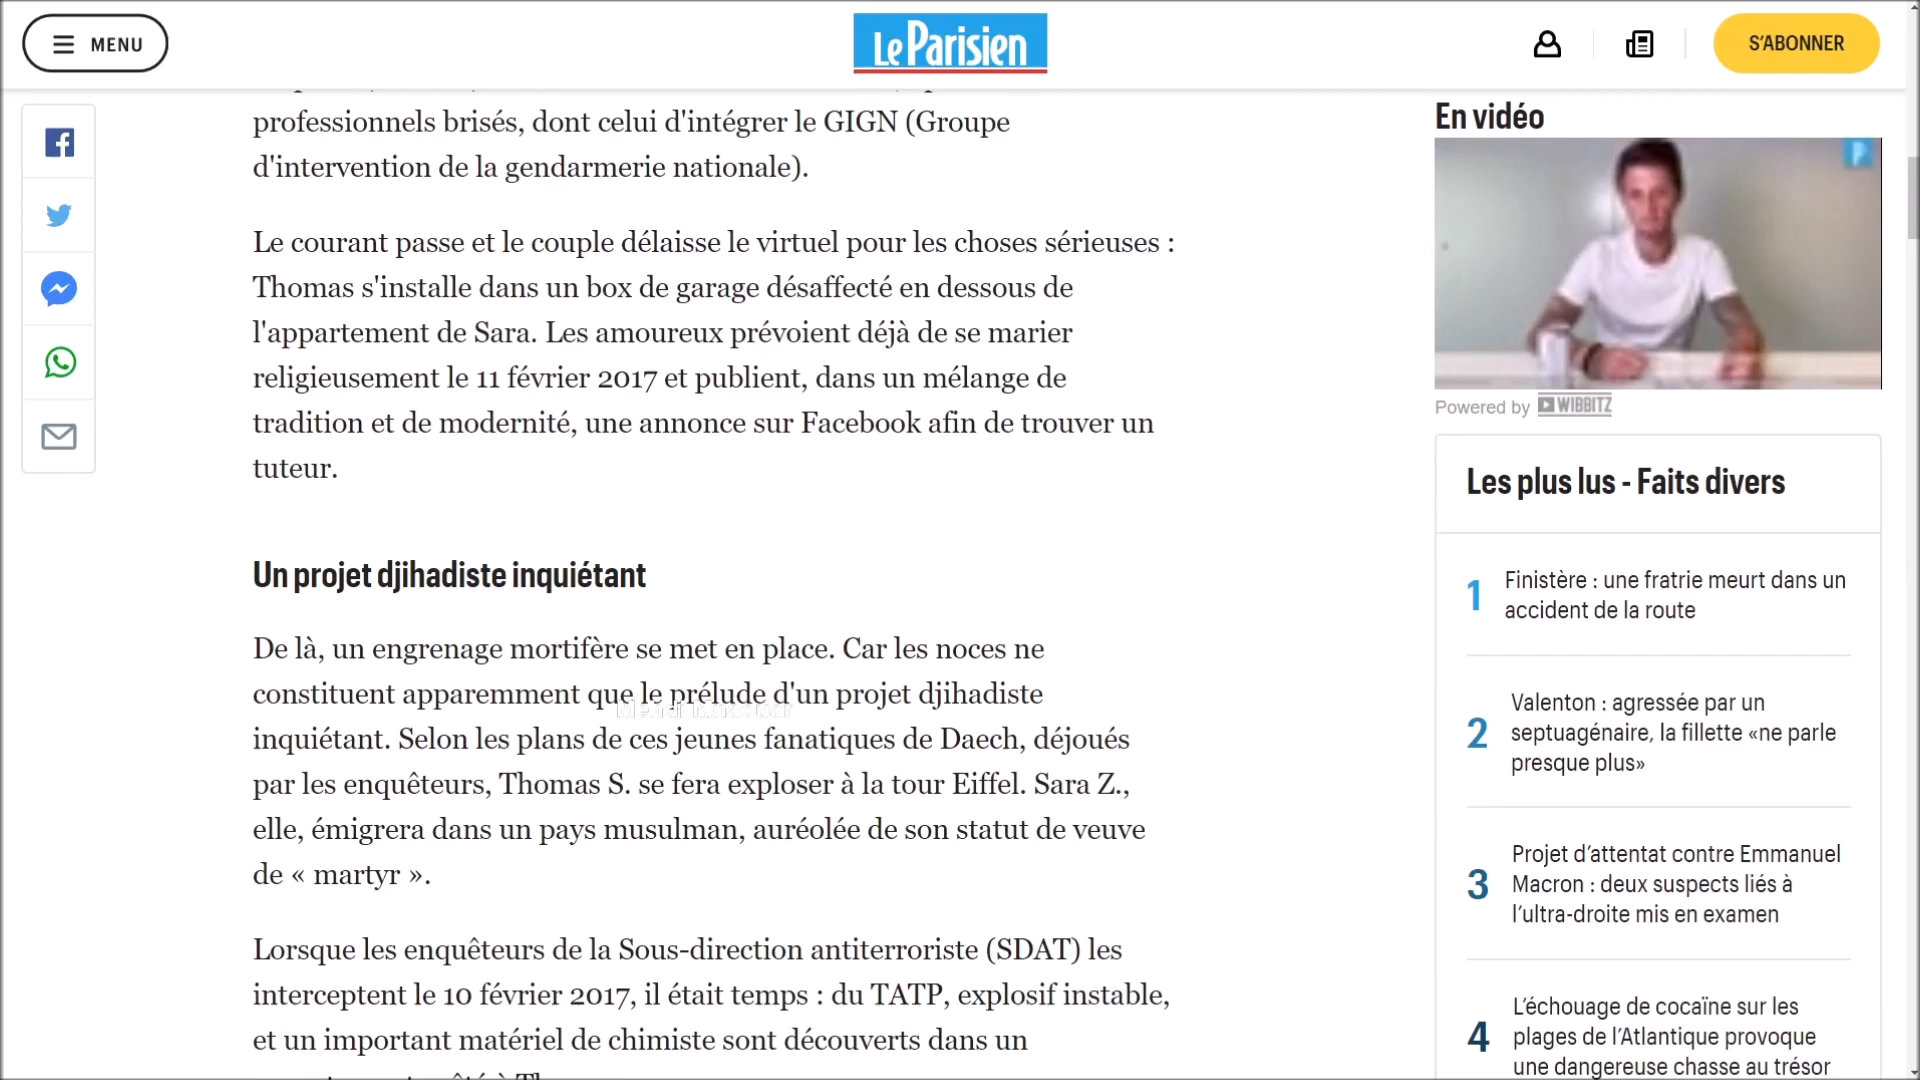 MENU
Le Parisien
S'ABONNER
professionnels brisés, dont celui d'intégrer le GIGN (Groupe
d'intervention de la gendarmerie nationale).
Le courant passe et le couple délaisse le virtuel pour les choses sérieuses :
Thomas s'installe dans un box de garage désaffecté en dessous de
l'appartement de Sara. Les amoureux prévoient déjà de se marier
religieusement le 11 février 2017 et publient, dans un mélange de
tradition et de modernité, une annonce sur Facebook afin de trouver un
tuteur.
Un projet djihadiste inquiétant
De là, un engrenage mortifère se met en place. Car les noces ne
constituent apparemment que le prélude d'un projet djihadiste
inquiétant. Selon les plans de ces jeunes fanatiques de Daech, déjoués
par les enquêteurs, Thomas S. se fera exploser à la tour Eiffel. Sara Z.,
elle, émigrera dans un pays musulman, auréolée de son statut de veuve
de « martyr ».
Lorsque les enquêteurs de la Sous-direction antiterroriste (SDAT) les
interceptent le 10 février 2017, il était temps : du TATP, explosif instable,
et un important matériel de chimiste sont découverts dans un
En vidéo
Powered by WIBBITZ
Les plus lus - Faits divers
1 Finistère : une fratrie meurt dans un
accident de la route
2 Valenton : agressée par un
septuagénaire, la fillette «ne parle
presque plus»
3 Projet d’attentat contre Emmanuel
Macron : deux suspects liés à
l’ultra-droite mis en examen
4 L’échouage de cocaïne sur les
plages de l’Atlantique provoque
une dangereuse chasse au trésor